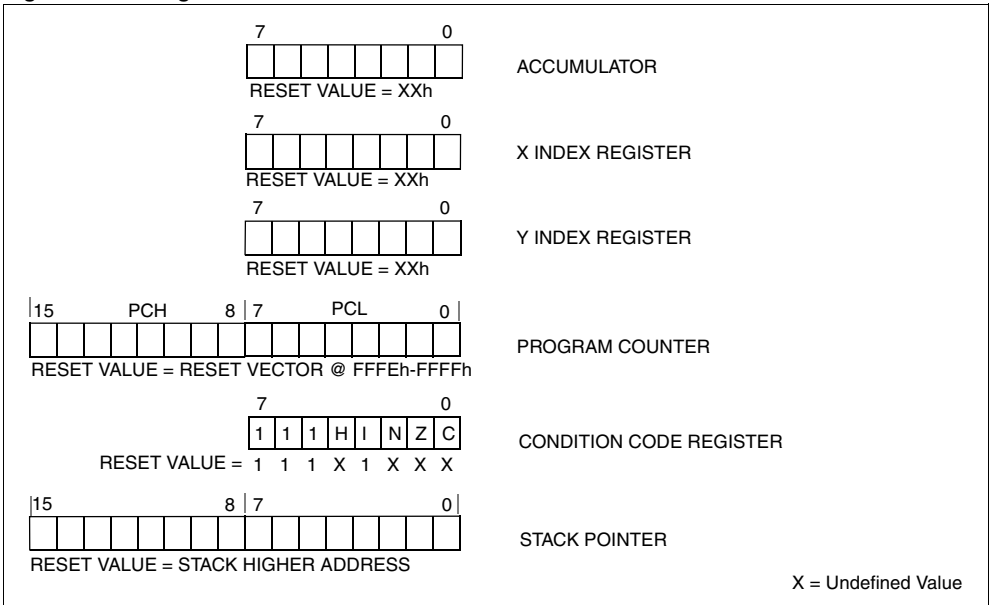 7 0
ACCUMULATOR
RESET VALUE = XXh
7 0
X INDEX REGISTER
RESET VALUE = XXh
7 0
Y INDEX REGISTER
RESET VALUE = XXh
15 PCH 8 7 PCL 0
PROGRAM COUNTER
RESET VALUE = RESET VECTOR @ FFFEh-FFFFh
7 0
1 1 1 H I N Z C
CONDITION CODE REGISTER
RESET VALUE = 1 1 1 X 1 X X X
15 8 7 0
STACK POINTER
RESET VALUE = STACK HIGHER ADDRESS
X = Undefined Value